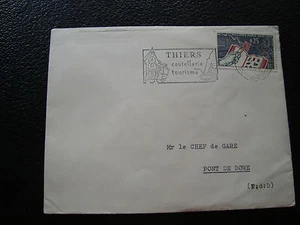 THIERS
coutellerie
tourisme
Mr le CHEF de GARE
PONT de DORE
(P.d.D)